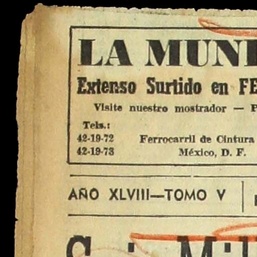 LA MUN
Extenso Surtido en FE
Visite nuestro mostrador — P
Tels.:
42-19-72 Ferrocarril de Cintura
42-19-73 México, D. F.
AÑO XLVIII—TOMO V